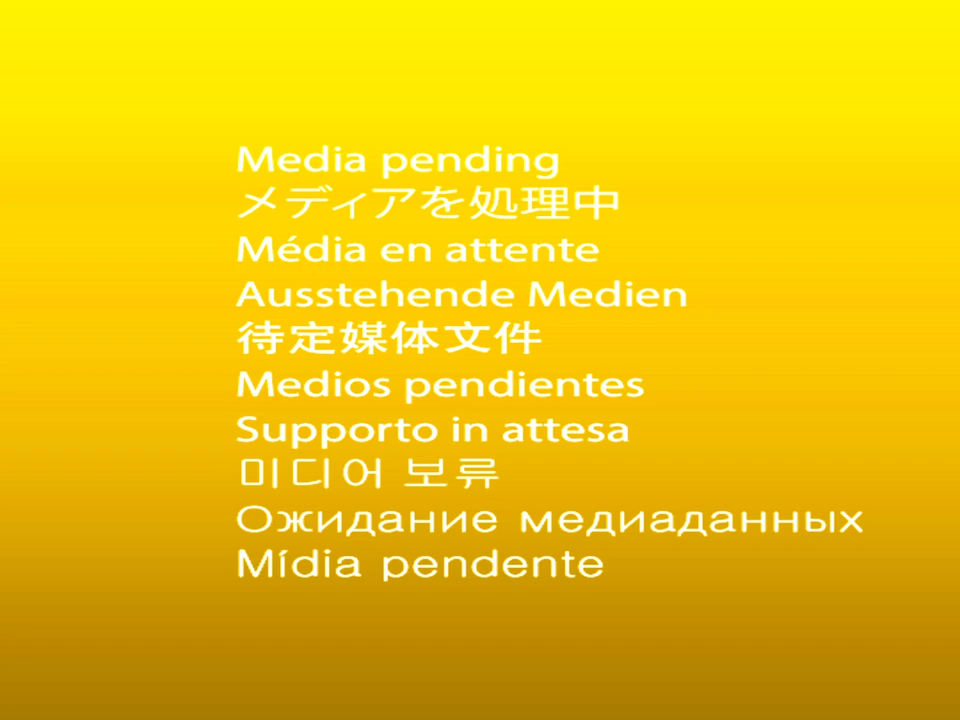 Media pending
メディアを処理中
Média en attente
Ausstehende Medien
待定媒体文件
Medios pendientes
Supporto in attesa
미디어 보류
Ожидание медиаданных
Mídia pendente